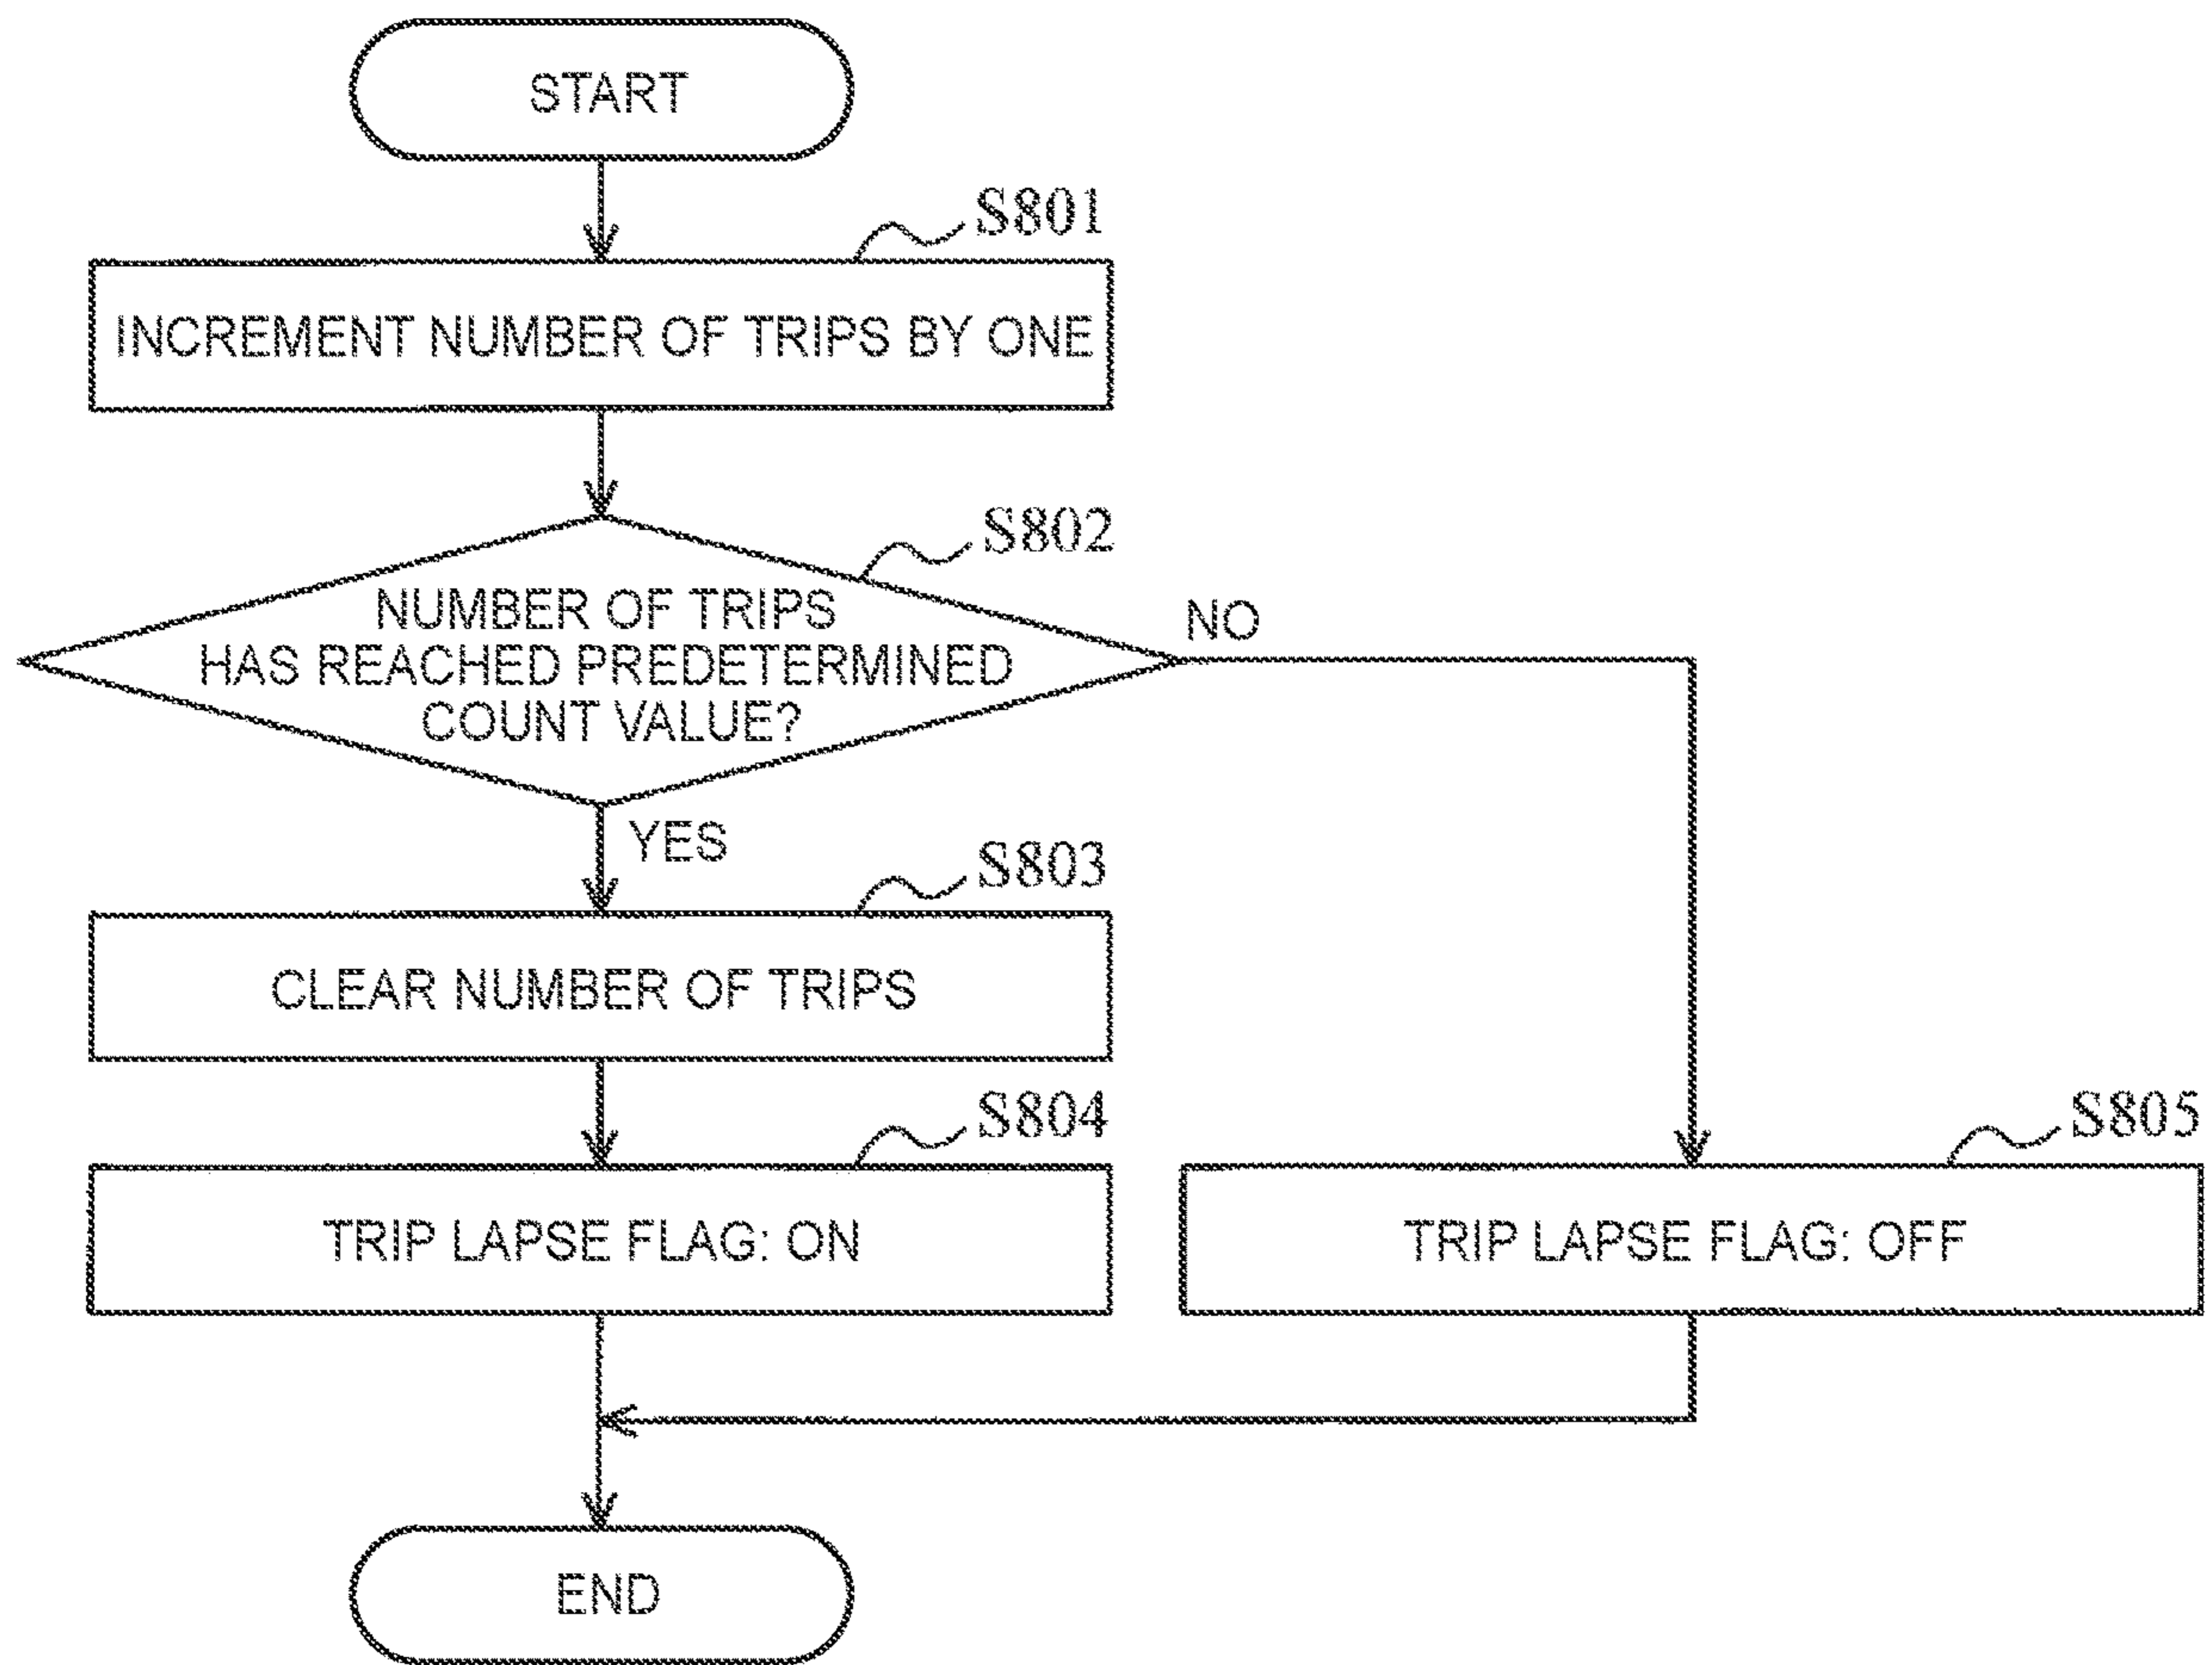 START
S801
INCREMENT NUMBER OF TRIPS BY ONE
S802
NUMBER OF TRIPS
HAS REACHED PREDETERMINED
COUNT VALUE?
NO
YES
S803
CLEAR NUMBER OF TRIPS
S804
TRIP LAPSE FLAG: ON
S805
TRIP LAPSE FLAG: OFF
END